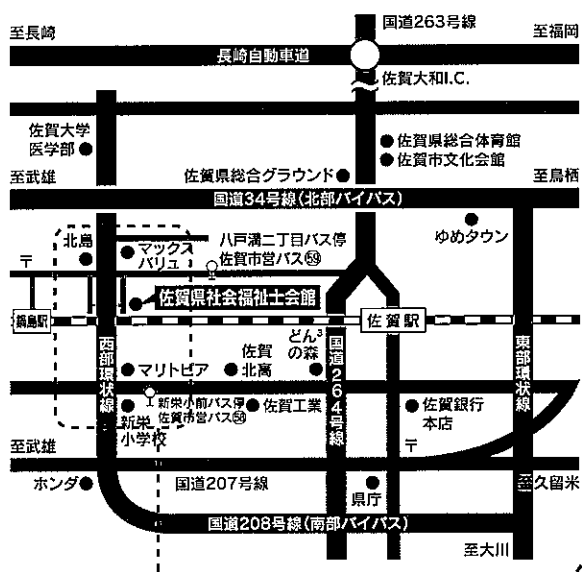 国道263号線
至長崎
至福岡
長崎自動車道
佐賀大和I.C.
佐賀大学
医学部
佐賀県総合体育館
佐賀市文化会館
佐賀県総合グラウンド
至武雄
至鳥栖
国道34号線(北部バイパス)
ゆめタウン
北島
マックス
バリュ
八戸溝二丁目バス停
佐賀市営バス㊾
〒
佐賀県社会福祉士会館
鍋島駅
佐賀駅
西部環状線
国道264号線
東部環状線
マリトピア
佐賀
北高
どん3
の森
新栄小前バス停
佐賀市営バス
新栄
小学校
佐賀工業
佐賀銀行
本店
〒
至武雄
ホンダ
国道207号線
県庁
至久留米
国道208号線(南部バイパス)
至大川